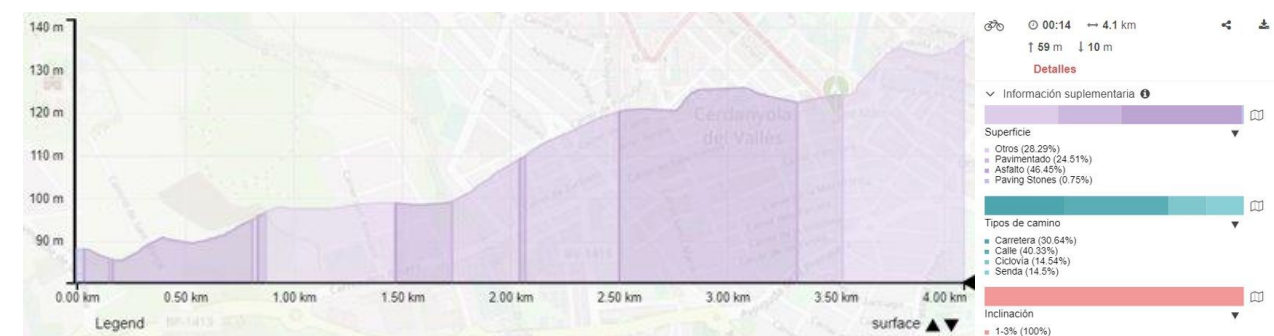 140 m
130 m
120 m
110 m
100 m
90 m
0.00 km
0.50 km
1.00 km
1.50 km
2.00 km
2.50 km
3.00 km
3.50 km
4.00 km
Legend
BP-1413
surface
Cerdanyola
del Vallès
00:14 4.1 km
59 m 10 m
Detalles
Información suplementaria
Superficie
Otros (28.29%)
Pavimentado (24.51%)
Asfalto (46.45%)
Paving Stones (0.75%)
Tipos de camino
Carretera (30.64%)
Calle (40.33%)
Ciclovía (14.54%)
Senda (14.5%)
Inclinación
1-3% (100%)